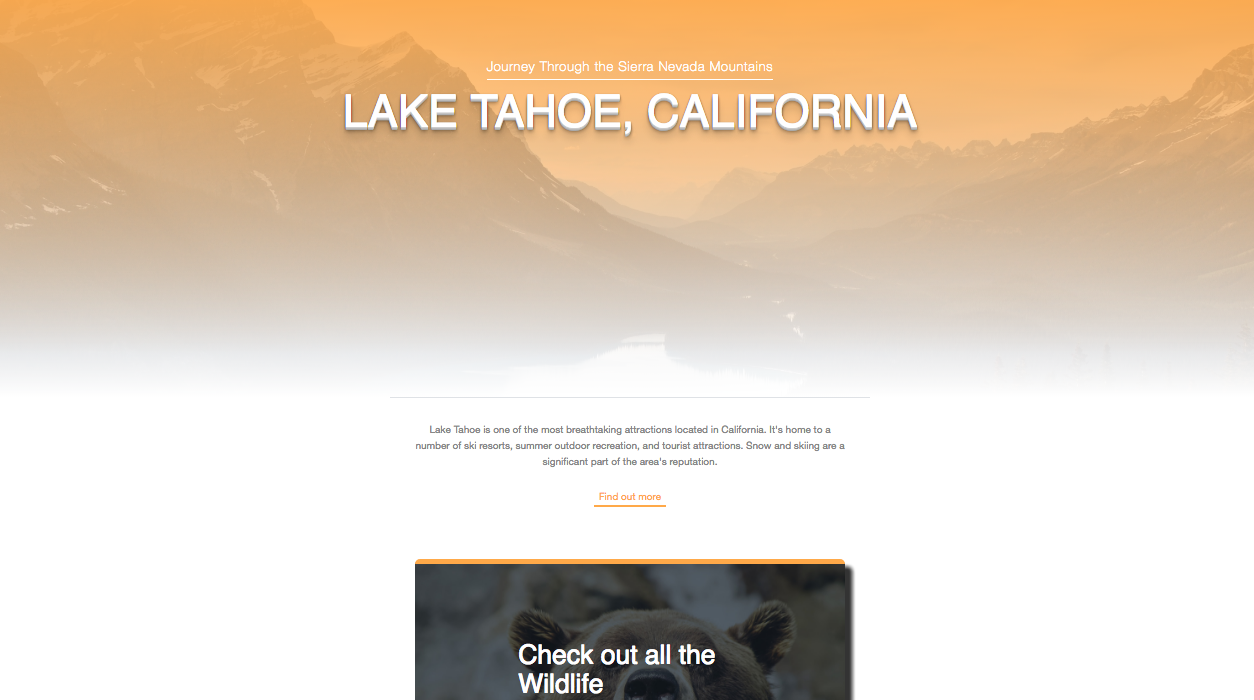 Journey Through the Sierra Nevada Mountains
LAKE TAHOE, CALIFORNIA
Lake Tahoe is one of the most breathtaking attractions located in California. It's home to a
number of ski resorts, summer outdoor recreation, and tourist attractions. Snow and skiing are a
significant part of the area's reputation.
Find out more
Check out all the
Wildlife